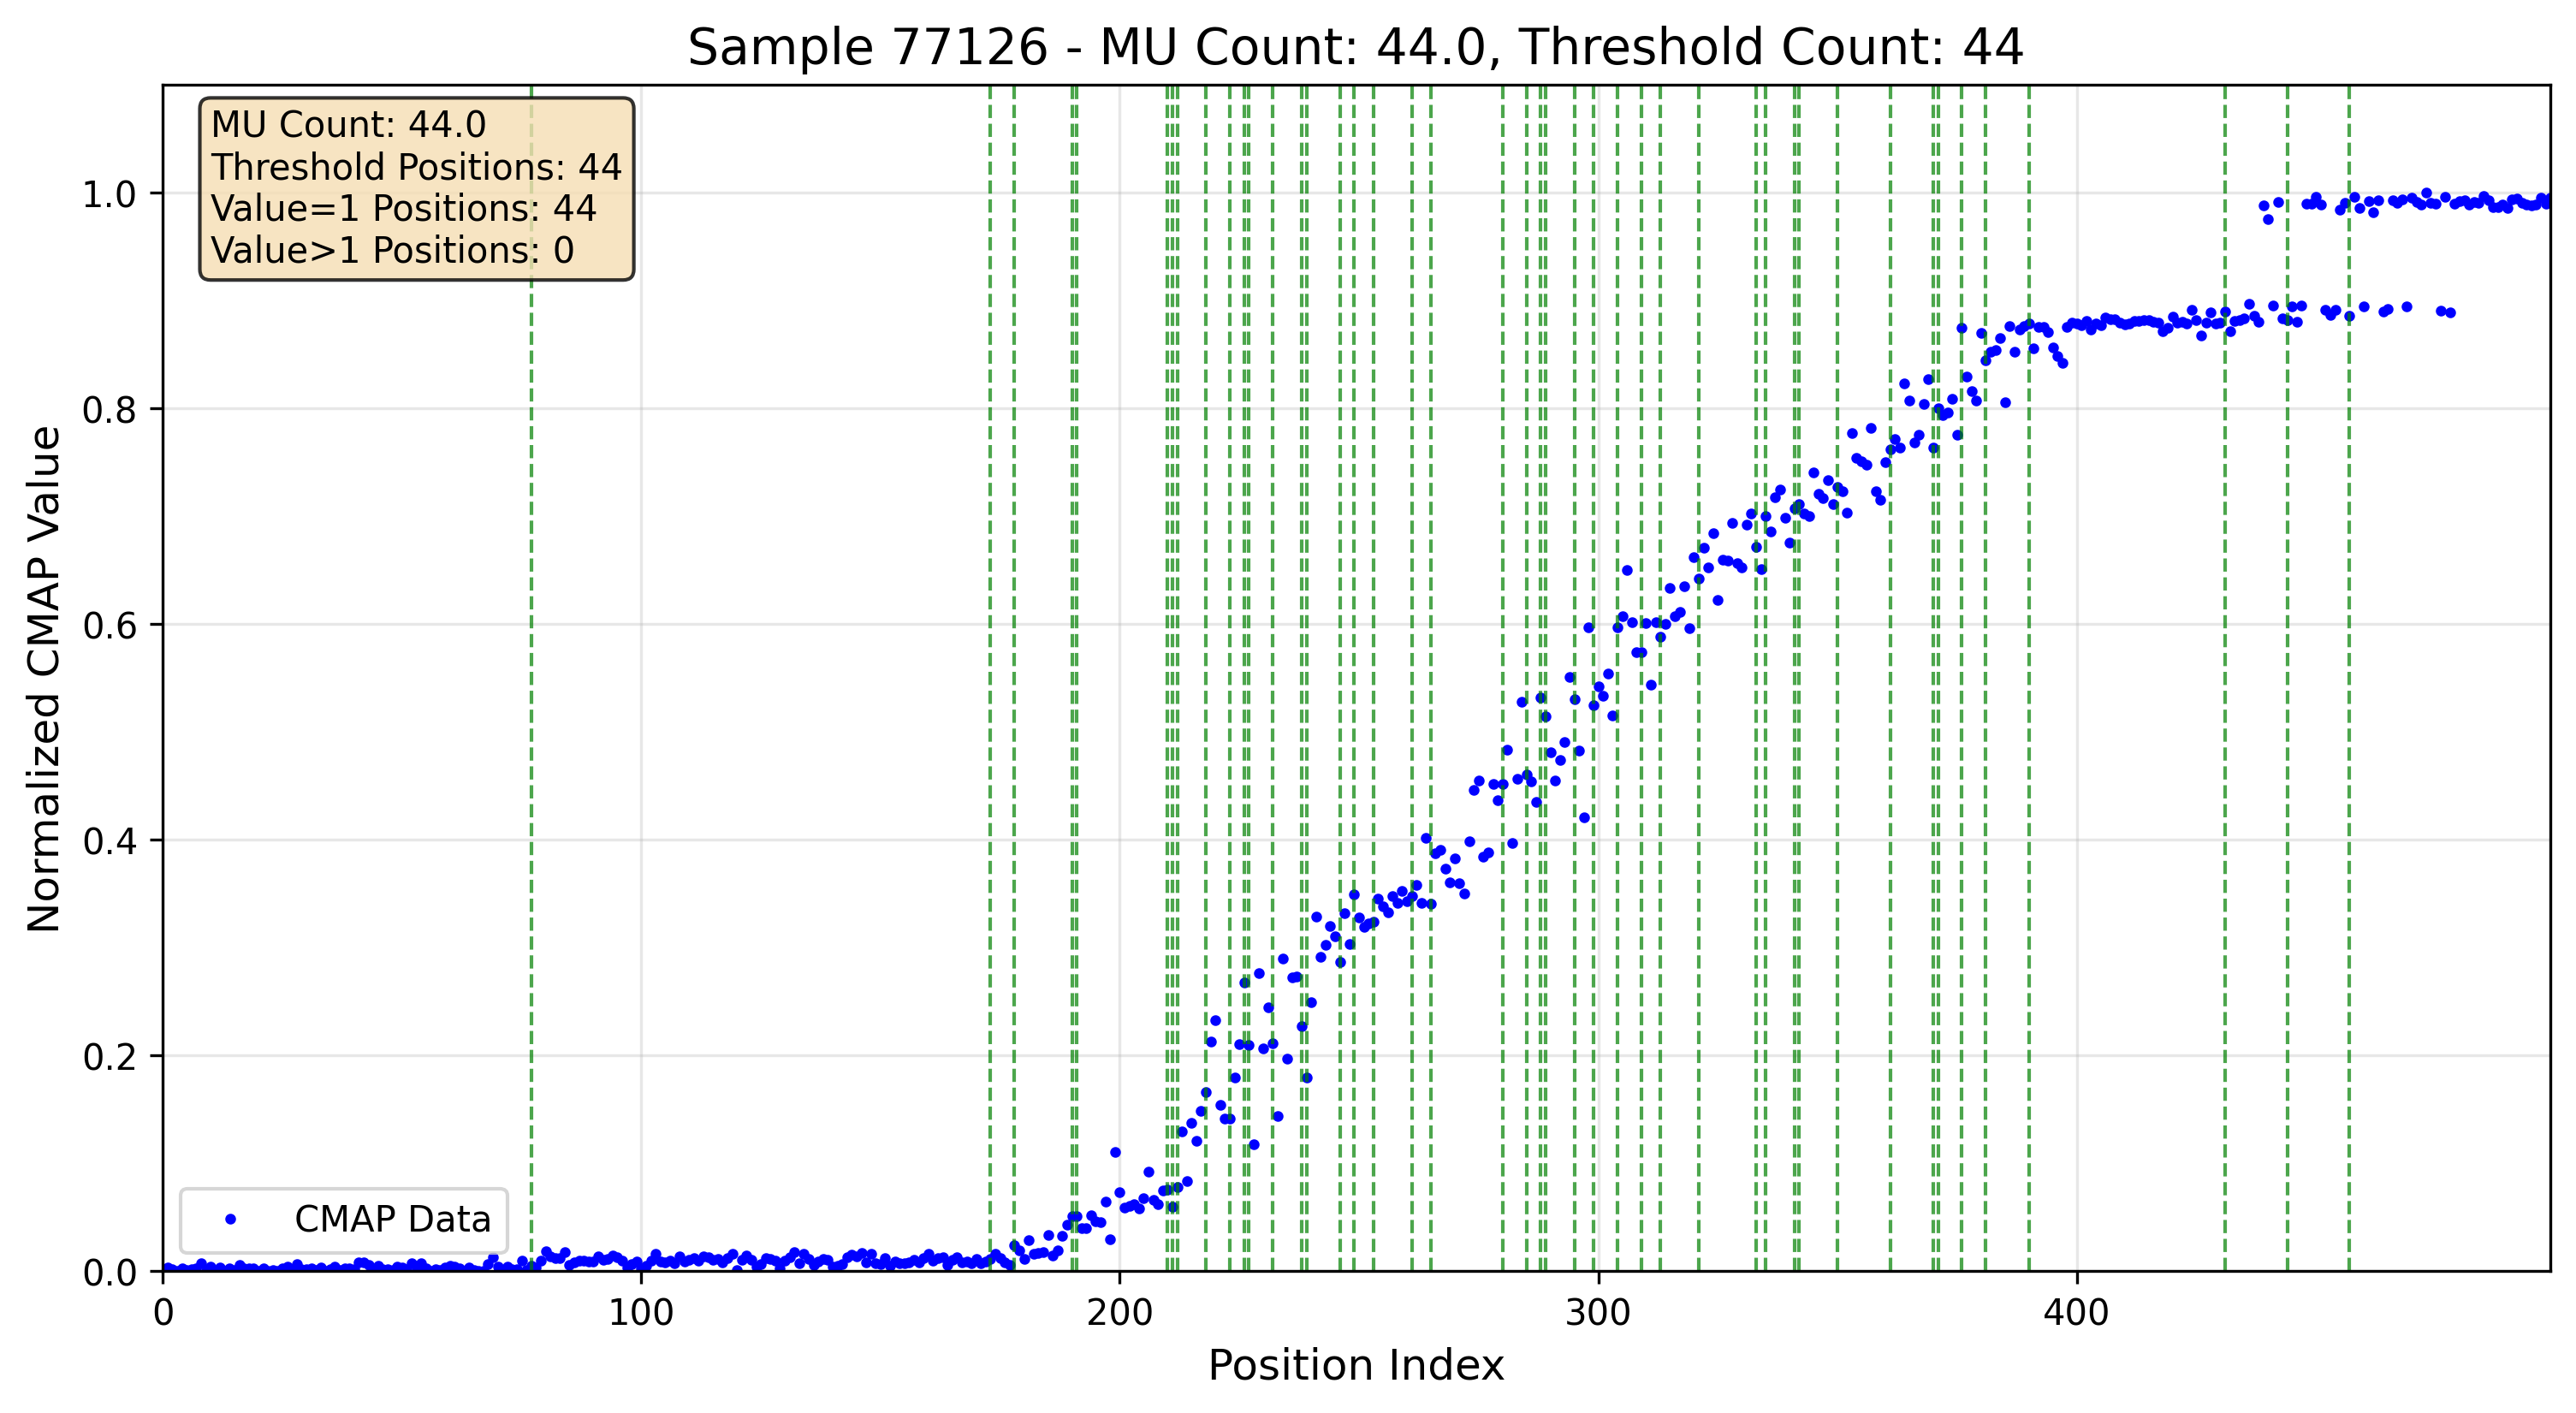 Sample 77126 - MU Count: 44.0, Threshold Count: 44
MU Count: 44.0
Threshold Positions: 44
Value=1 Positions: 44
Value>1 Positions: 0
1.0
0.8
0.6
0.4
0.2
0.0
Normalized CMAP Value
CMAP Data
0 100 200 300 400
Position Index